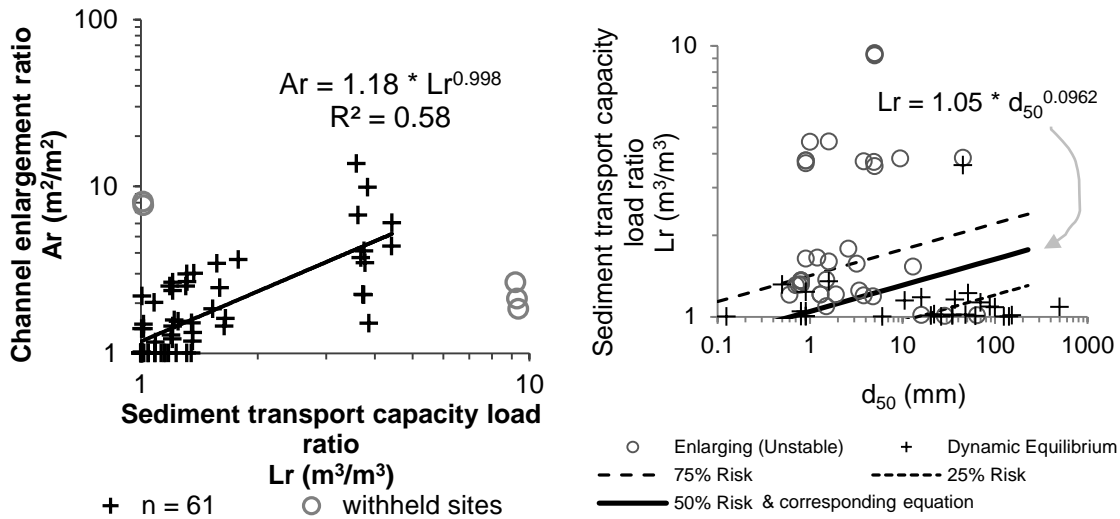 Channel enlargement ratio
Ar (m²/m²)
100
10
1
Ar = 1.18 * Lr^0.998
R² = 0.58
1
10
Sediment transport capacity load
ratio
Lr (m³/m³)
n = 61
withheld sites
Sediment transport capacity
load ratio
Lr (m³/m³)
10
1
Lr = 1.05 * d₅₀^0.0962
0.1
1
10
100
1000
d₅₀ (mm)
Enlarging (Unstable)
Dynamic Equilibrium
75% Risk
25% Risk
50% Risk & corresponding equation